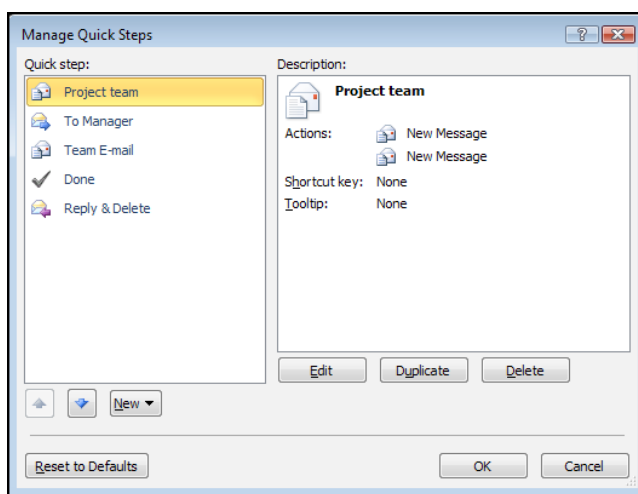 Manage Quick Steps
Quick step:
Project team
To Manager
Team E-mail
Done
Reply & Delete
New
Description:
Project team
Actions:
New Message
New Message
Shortcut key: None
Tooltip: None
Edit
Duplicate
Delete
Reset to Defaults
OK
Cancel